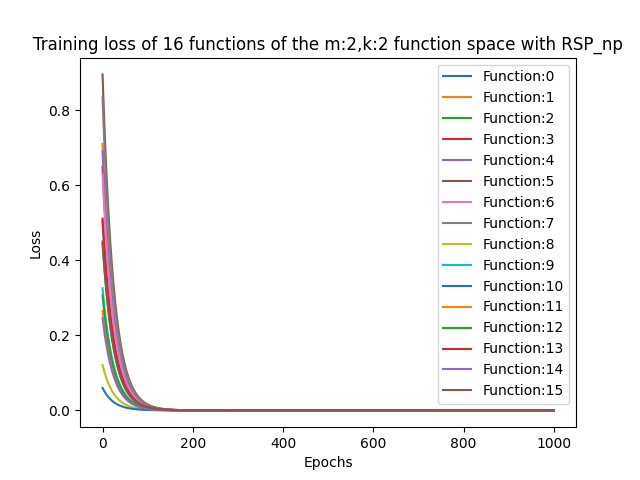 Training loss of 16 functions of the m:2,k:2 function space with RSP_np
Loss
0.8
0.6
0.4
0.2
0.0
Function:0
Function:1
Function:2
Function:3
Function:4
Function:5
Function:6
Function:7
Function:8
Function:9
Function:10
Function:11
Function:12
Function:13
Function:14
Function:15
0 200 400 600 800 1000
Epochs